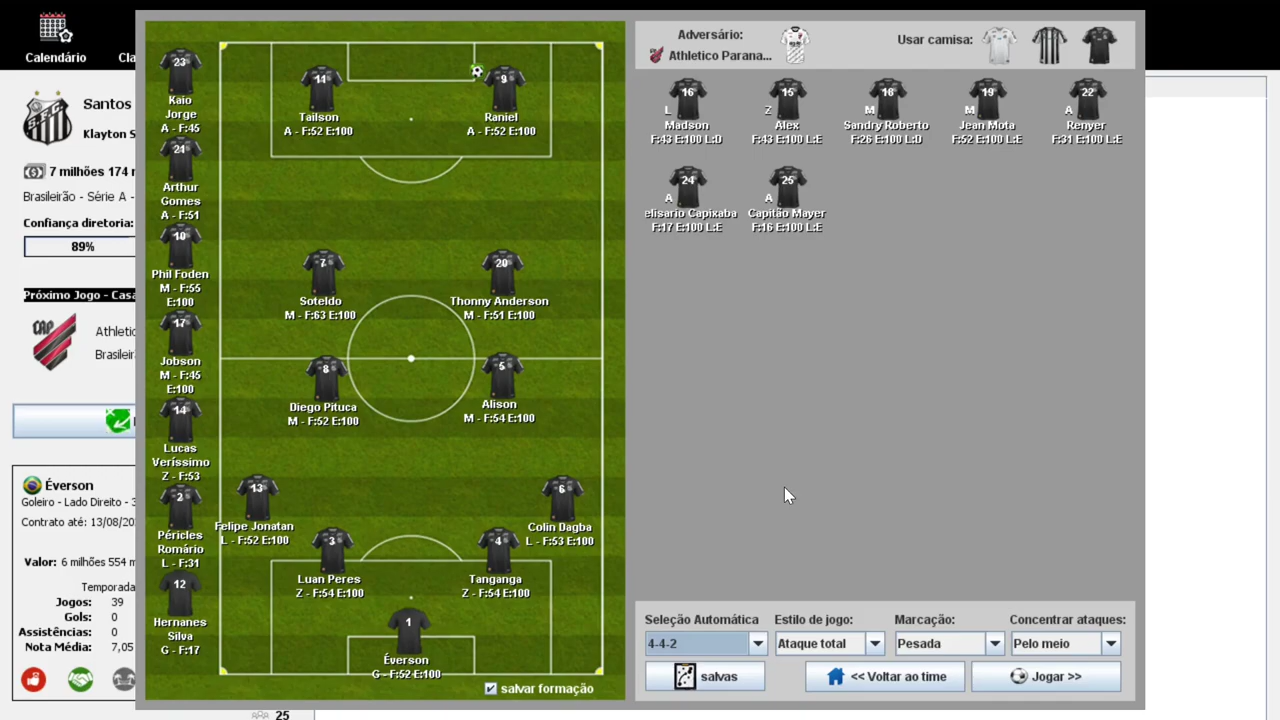 Calendário
Cla
Santos
Klayton S
7 milhões 174 r
Brasileirão - Série A -
Confiança diretoria:
89%
Próximo Jogo - Casa
CAP
Athletic
Brasileir
Éverson
Goleiro - Lado Direito - 3
Contrato até: 13/08/20
Valor: 6 milhões 554 m
Temporada
Jogos: 39
Gols: 0
Assistências: 0
Nota Média: 7,05
25
23
Kaio
Jorge
A - F:45
21
Arthur
Gomes
A - F:51
10
Phil Foden
M - F:55
E:100
17
Jobson
M - F:45
E:100
14
Lucas
Veríssimo
Z - F:53
2
Péricles
Romário
L - F:31
12
Hernanes
Silva
G - F:17
11
Tailson
A - F:52 E:100
9
Raniel
A - F:52 E:100
7
Soteldo
M - F:63 E:100
20
Thonny Anderson
M - F:51 E:100
8
Diego Pituca
M - F:52 E:100
5
Alison
M - F:54 E:100
13
Felipe Jonatan
L - F:52 E:100
6
Colin Dagba
L - F:53 E:100
3
Luan Peres
Z - F:54 E:100
4
Tanganga
Z - F:54 E:100
1
Éverson
G - F:52 E:100
salvar formação
Adversário:
Athletico Parana...
Usar camisa:
16
L
Madson
F:43 E:100 L:D
15
Z
Alex
F:43 E:100 L:E
18
M
Sandry Roberto
F:26 E:100 L:D
19
M
Jean Mota
F:52 E:100 L:E
22
A
Renyer
F:31 E:100 L:E
24
A
elisario Capixaba
F:17 E:100 L:E
25
A
Capitão Mayer
F:16 E:100 L:E
Seleção Automática
Estilo de jogo:
Marcação:
Concentrar ataques:
4-4-2
Ataque total
Pesada
Pelo meio
salvas
<< Voltar ao time
Jogar >>